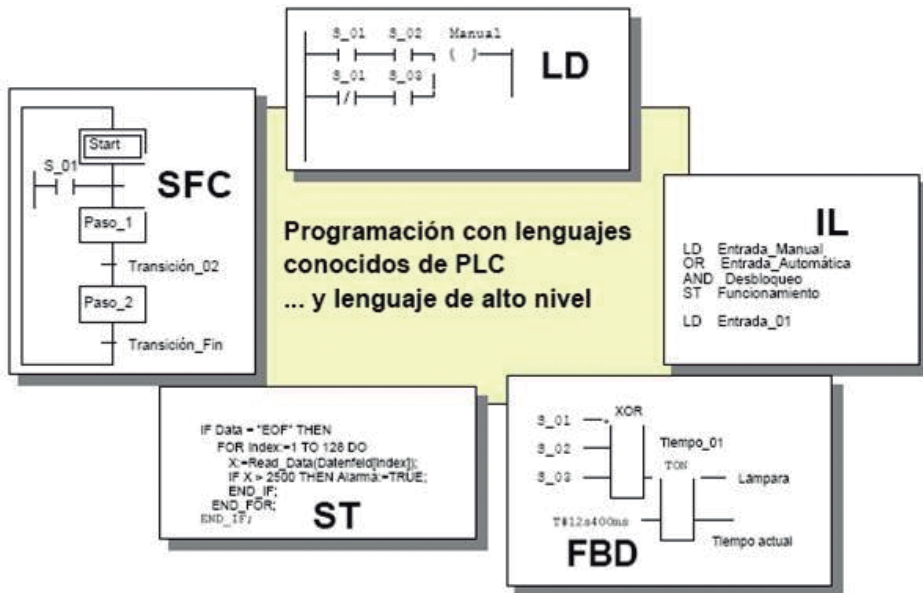 S_01 S_02 Manual
( )
LD
S_01 S_03
/
Start
S_01
SFC
Paso_1
Transición_02
Paso_2
Transición_Fin
Programación con lenguajes
conocidos de PLC
... y lenguaje de alto nivel
IL
LD Entrada_Manual
OR Entrada_Automática
AND Desbloqueo
ST Funcionamiento
LD Entrada_01
IF Data = "EOF" THEN
FOR Index:=1 TO 128 DO
X:=Read_Data(Datenfeld[Index]);
IF X > 2500 THEN Alarma:=TRUE;
END_IF;
END_FOR;
END_IF;
ST
XOR
S_01
S_02
S_03
Tiempo_01
TON
Lámpara
T#12s400ms
Tiempo actual
FBD